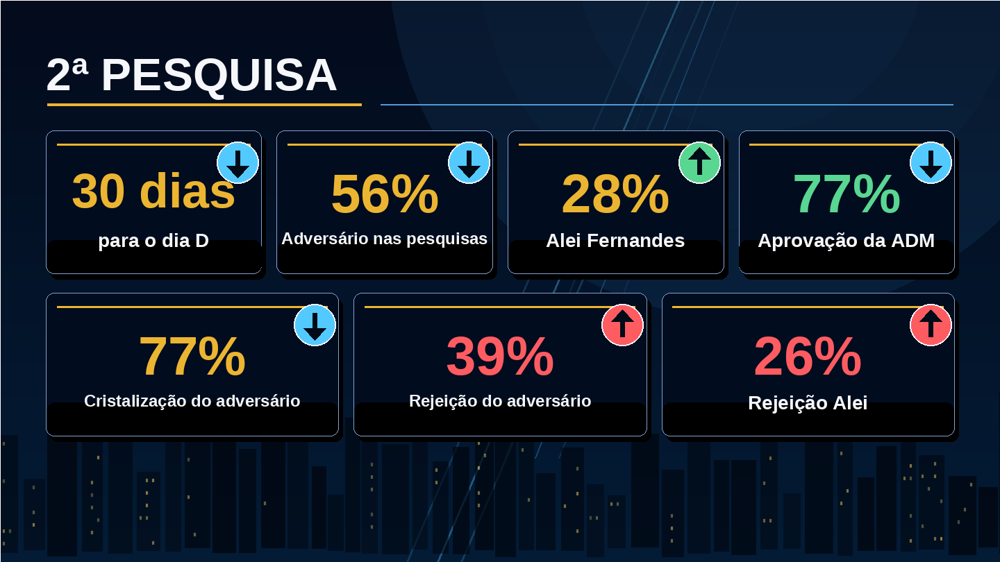 2ª PESQUISA
30 dias
para o dia D
56%
Adversário nas pesquisas
28%
Alei Fernandes
77%
Aprovação da ADM
77%
Cristalização do adversário
39%
Rejeição do adversário
26%
Rejeição Alei